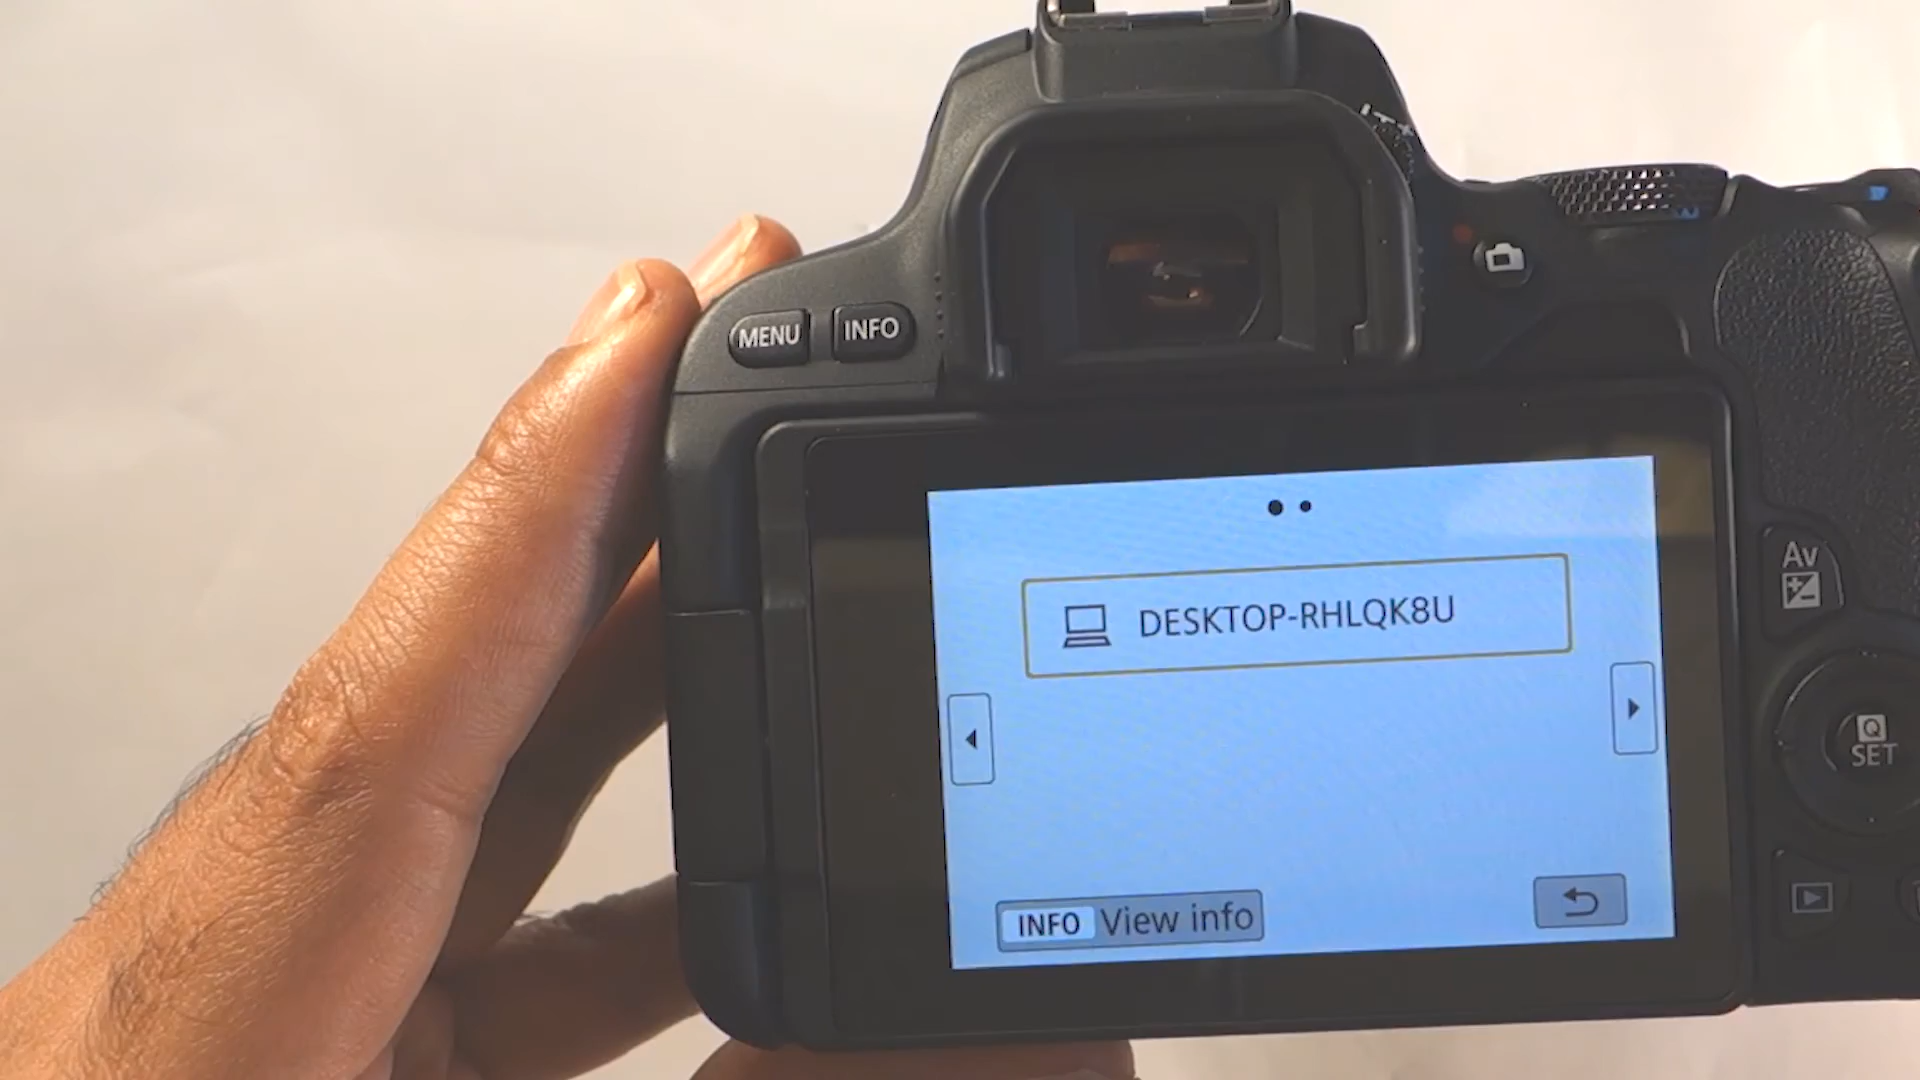 MENU INFO
DESKTOP-RHLQK8U
INFO View info
Av
Q
SET